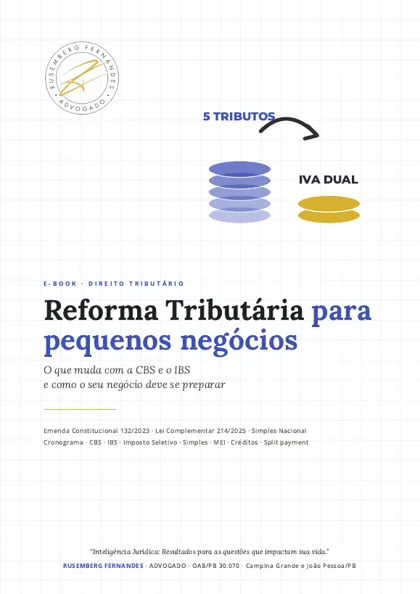 RUSEMBERG FERNANDES
• ADVOGADO •
5 TRIBUTOS
IVA DUAL
E-BOOK · DIREITO TRIBUTÁRIO
Reforma Tributária para
pequenos negócios
O que muda com a CBS e o IBS
e como o seu negócio deve se preparar
Emenda Constitucional 132/2023 · Lei Complementar 214/2025 · Simples Nacional
Cronograma · CBS · IBS · Imposto Seletivo · Simples · MEI · Créditos · Split payment
"Inteligência Jurídica: Resultados para as questões que impactam sua vida."
RUSEMBERG FERNANDES · ADVOGADO · OAB/PB 30.070 · Campina Grande e João Pessoa/PB